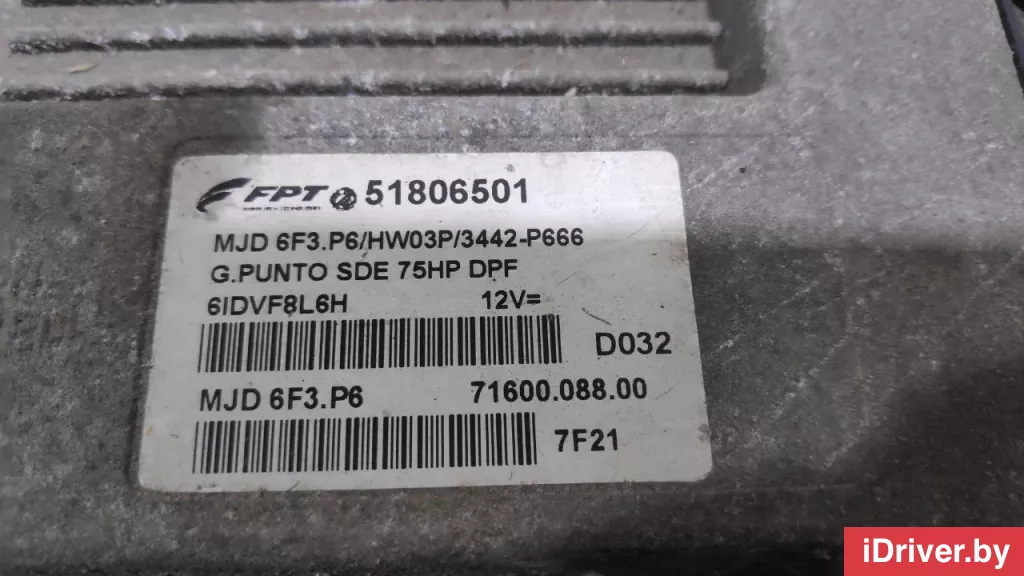 FPT 51806501
MJD 6F3.P6/HW03P/3442-P666
G.PUNTO SDE 75HP DPF
6IDVF8L6H 12V=
D032
MJD 6F3.P6 71600.088.00
7F21
iDriver.by